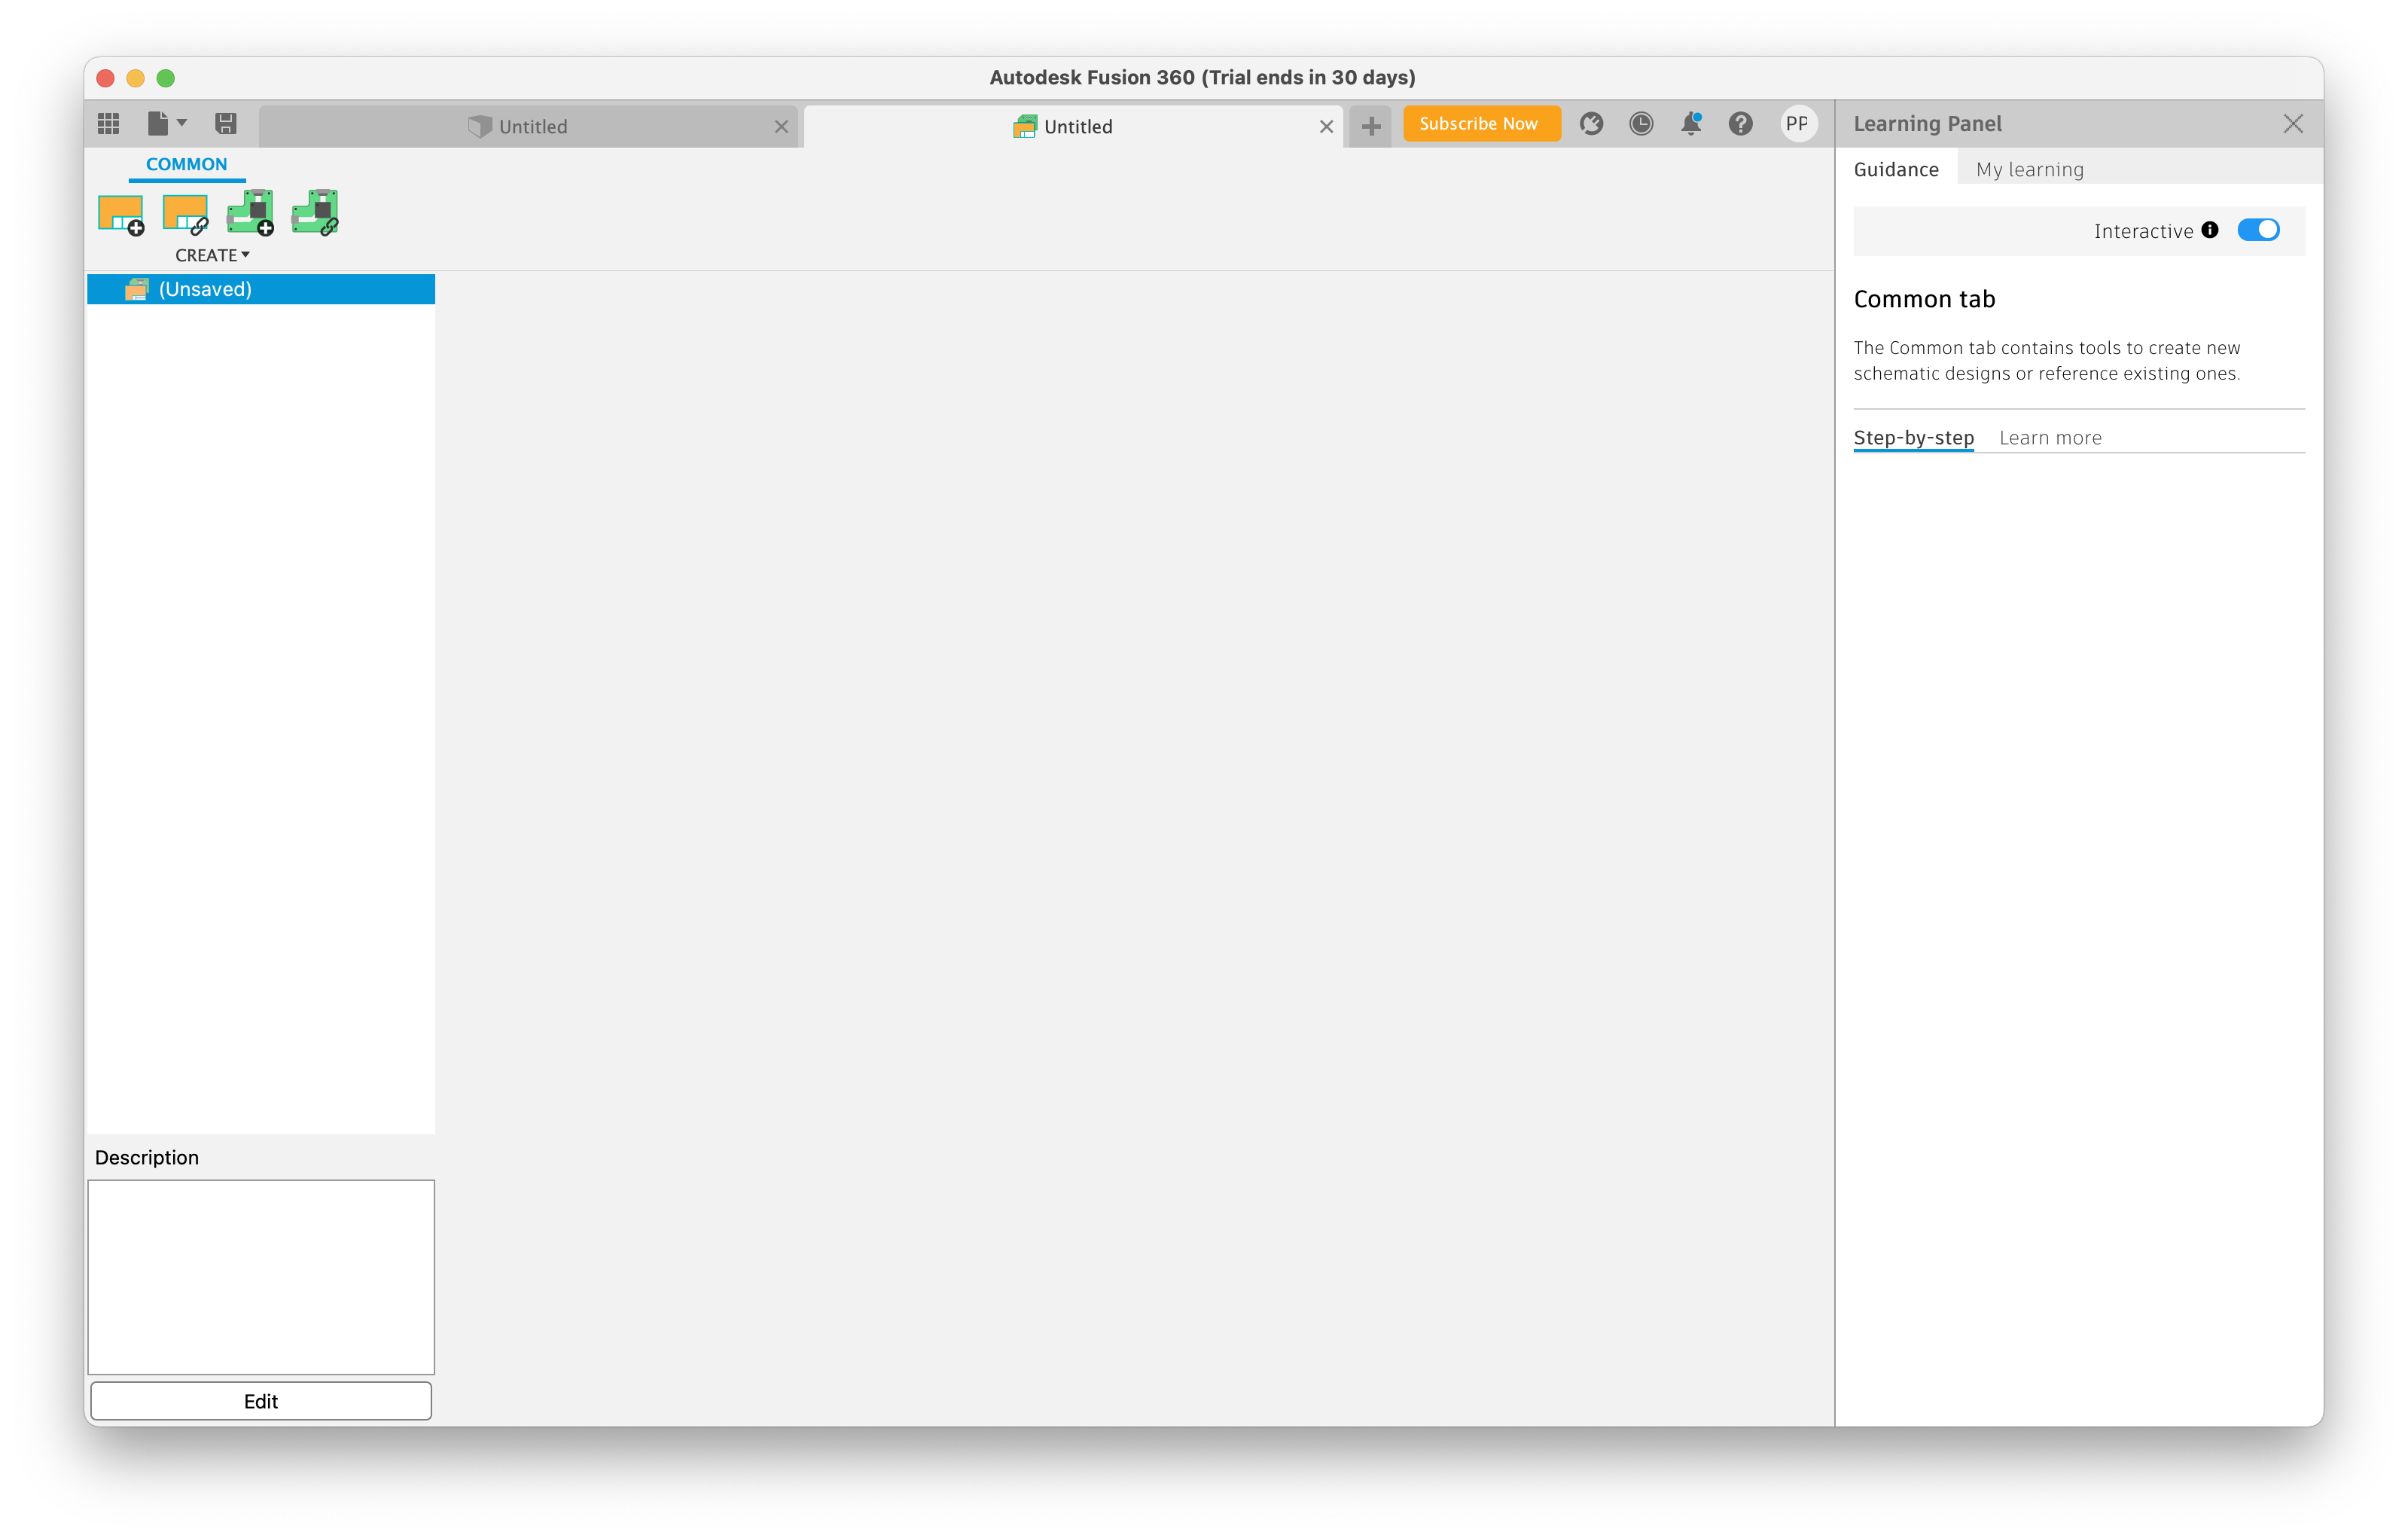 Autodesk Fusion 360 (Trial ends in 30 days)
Untitled
Untitled
Subscribe Now
PP
Learning Panel
COMMON
CREATE
(Unsaved)
Description
Edit
Guidance
My learning
Interactive
Common tab
The Common tab contains tools to create new
schematic designs or reference existing ones.
Step-by-step
Learn more